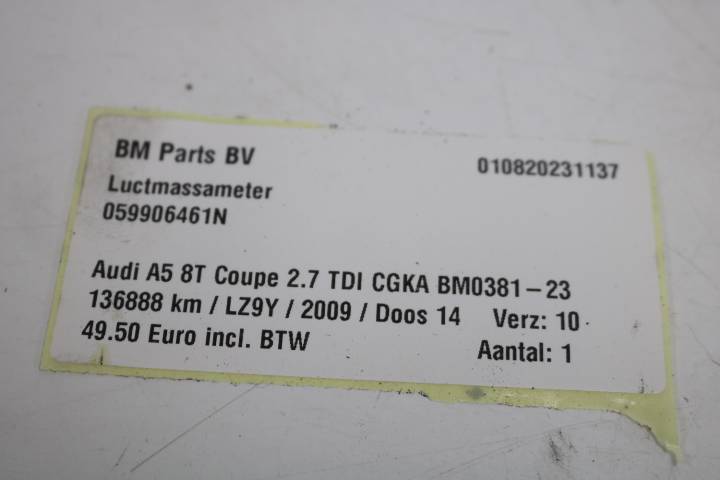 BM Parts BV 010820231137
Luctmassameter
059906461N
Audi A5 8T Coupe 2.7 TDI CGKA BM0381-23
136888 km / LZ9Y / 2009 / Doos 14 Verz: 10
49.50 Euro incl. BTW Aantal: 1